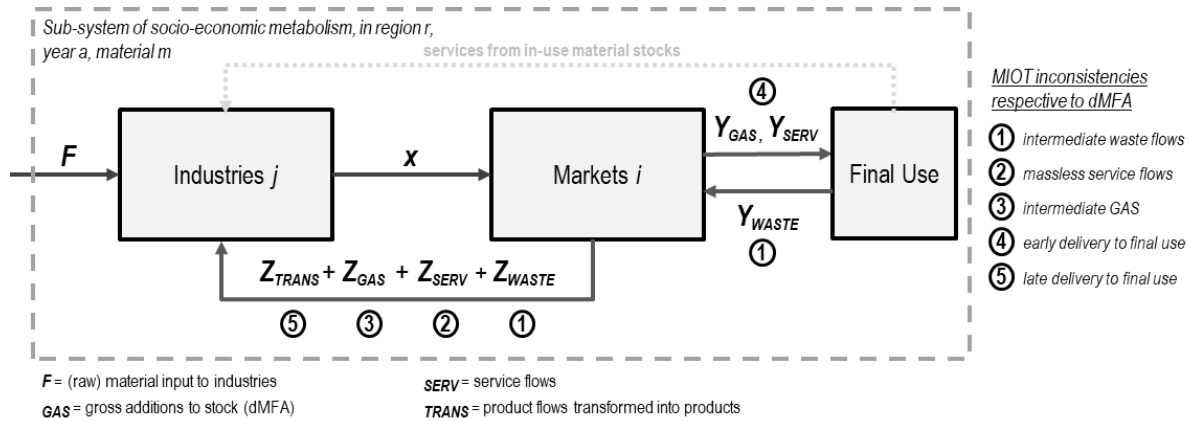 Sub-system of socio-economic metabolism, in region r,
year a, material m
services from in-use material stocks
F
Industries j
x
Markets i
④
Y_GAS, Y_SERV
Final Use
Y_WASTE
①
Z_TRANS + Z_GAS + Z_SERV + Z_WASTE
⑤ ③ ② ①
MIOT inconsistencies
respective to dMFA
① intermediate waste flows
② massless service flows
③ intermediate GAS
④ early delivery to final use
⑤ late delivery to final use
F = (raw) material input to industries
GAS = gross additions to stock (dMFA)
SERV = service flows
TRANS = product flows transformed into products